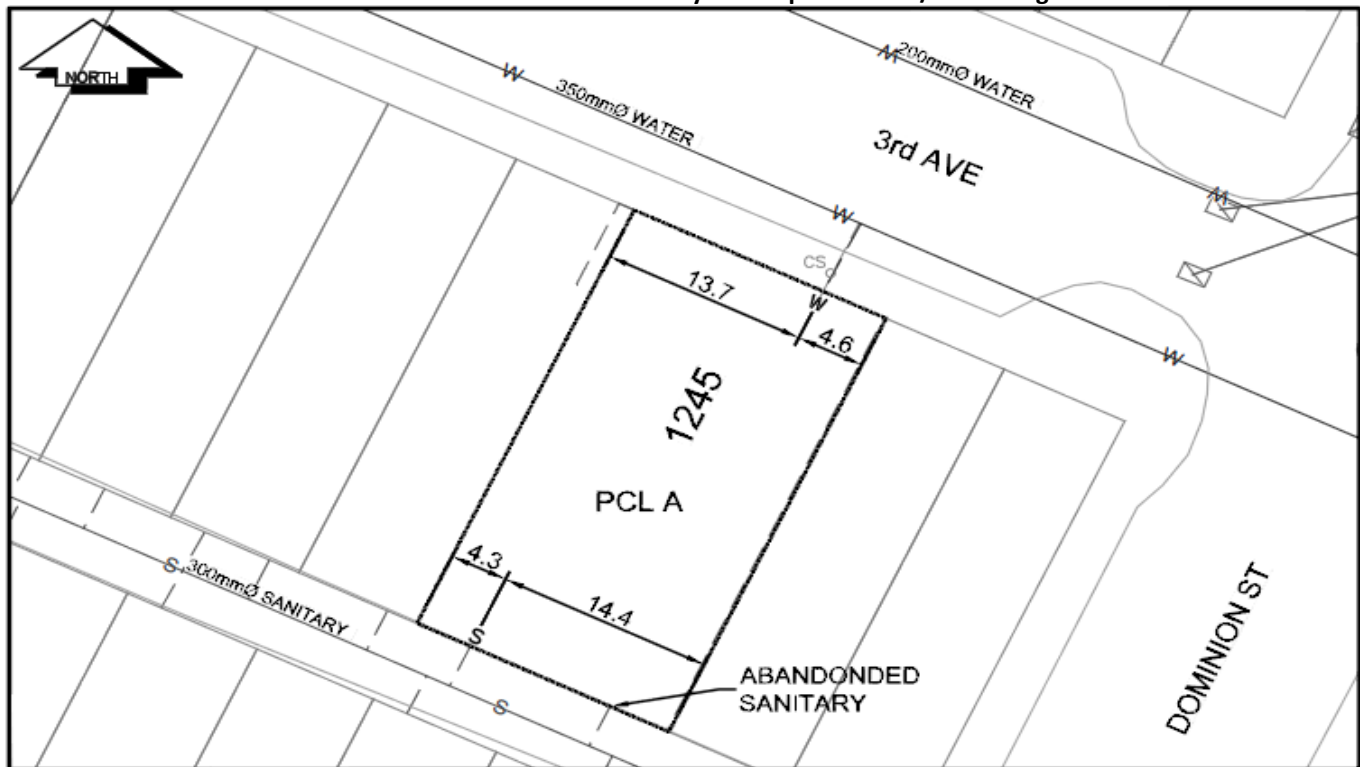 NORTH
W
350mmØ WATER
W
200mmØ WATER
3rd AVE
W
W
CS
W
W
13.7
4.6
1245
PCL A
4.3
14.4
S
S
300mmØ SANITARY
S
ABANDONDED
SANITARY
DOMINION ST